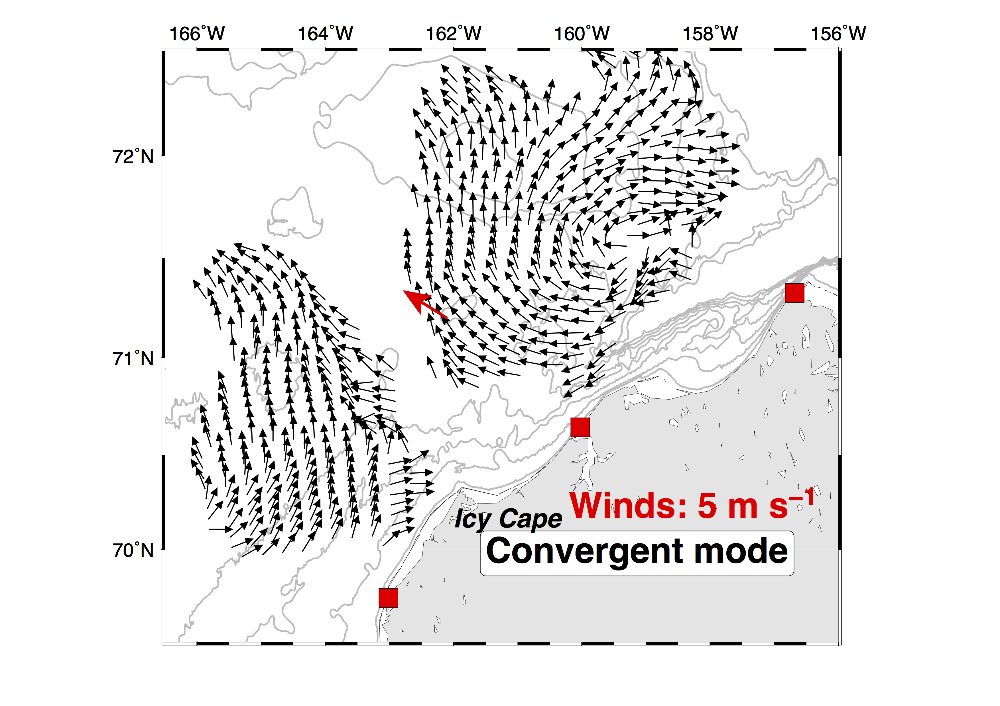 166˚W 164˚W 162˚W 160˚W 158˚W 156˚W
72˚N
71˚N
70˚N
Winds: 5 m s⁻¹
Icy Cape
Convergent mode